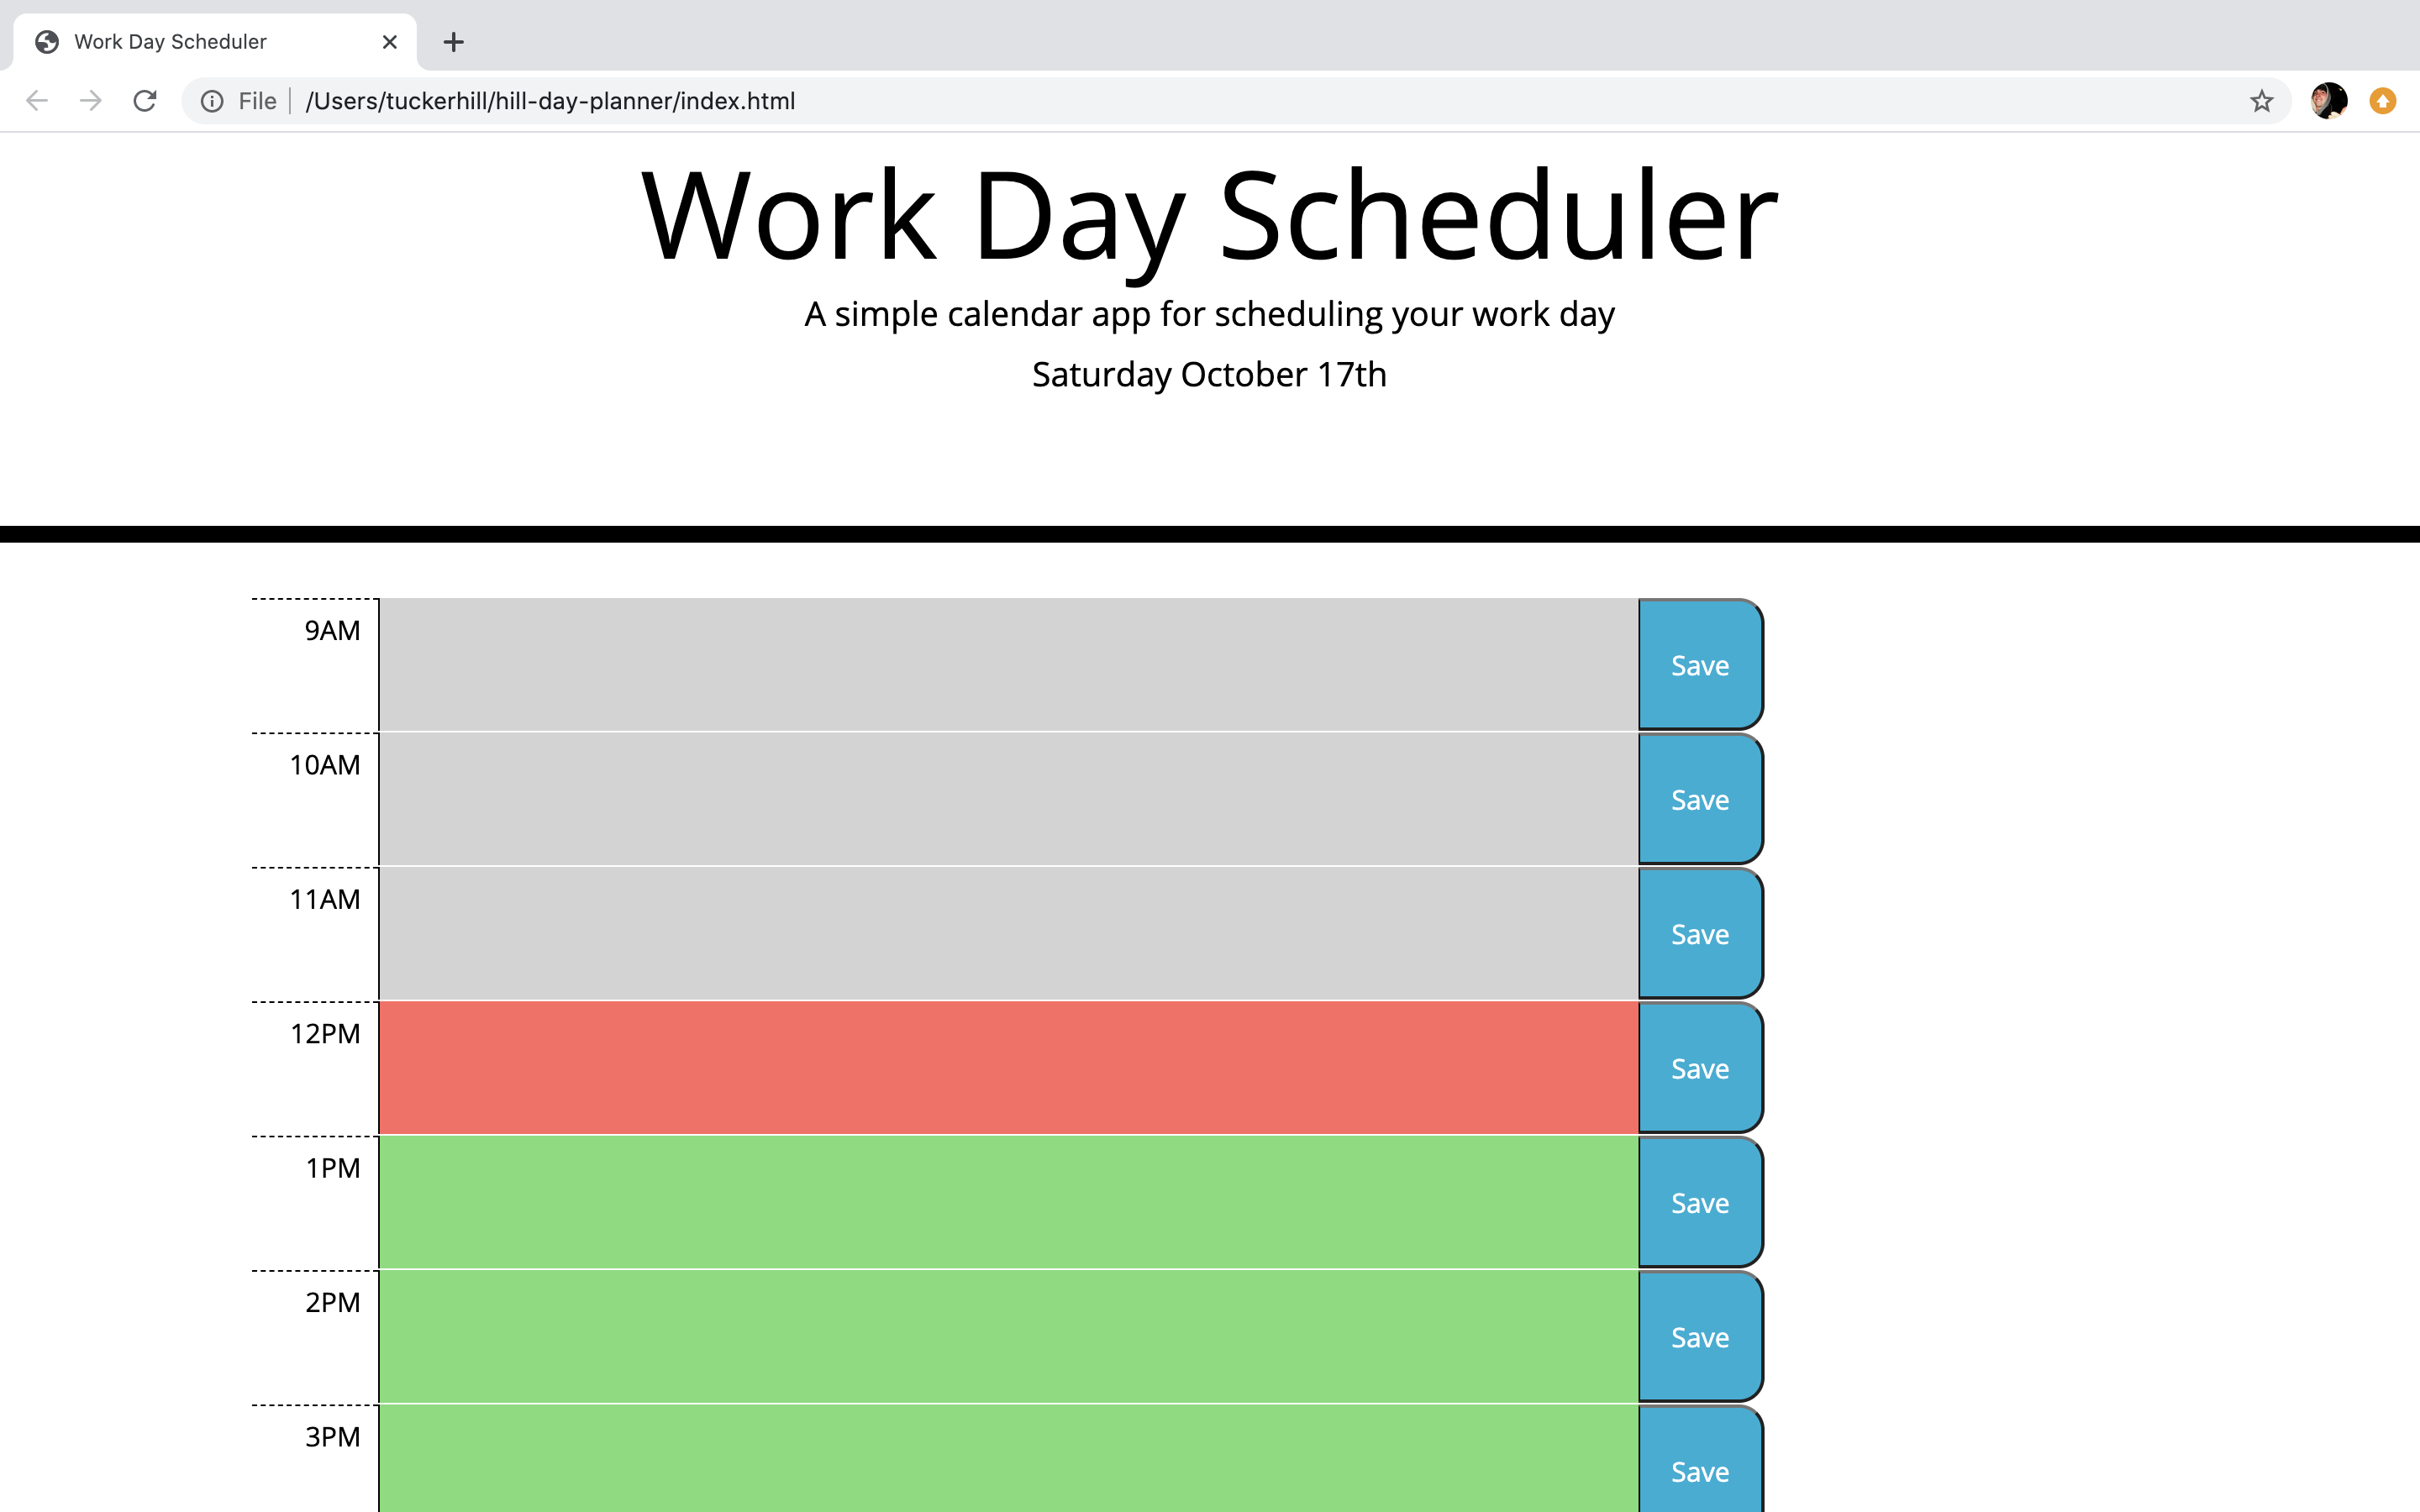 Work Day Scheduler
File /Users/tuckerhill/hill-day-planner/index.html
Work Day Scheduler
A simple calendar app for scheduling your work day
Saturday October 17th
9AM Save
10AM Save
11AM Save
12PM Save
1PM Save
2PM Save
3PM Save